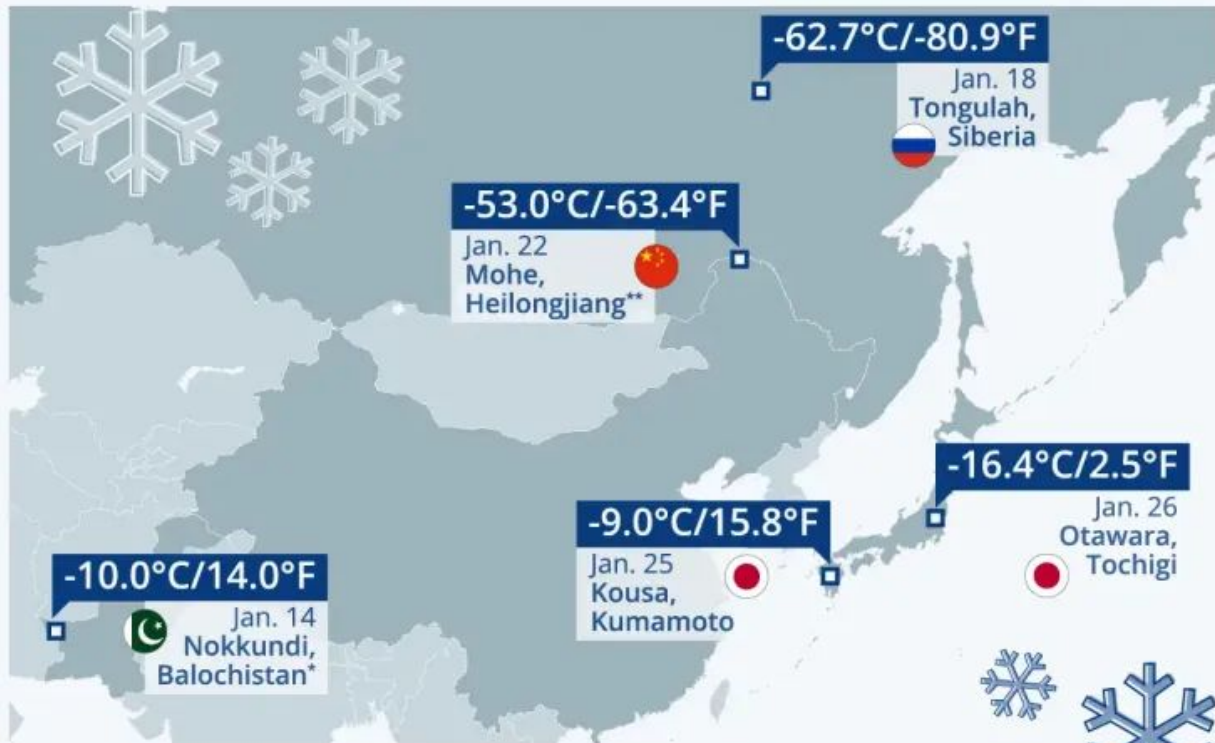 -62.7°C/-80.9°F
Jan. 18
Tongulah,
Siberia
-53.0°C/-63.4°F
Jan. 22
Mohe,
Heilongjiang**
-16.4°C/2.5°F
Jan. 26
Otawara,
Tochigi
-9.0°C/15.8°F
Jan. 25
Kousa,
Kumamoto
-10.0°C/14.0°F
Jan. 14
Nokkundi,
Balochistan*